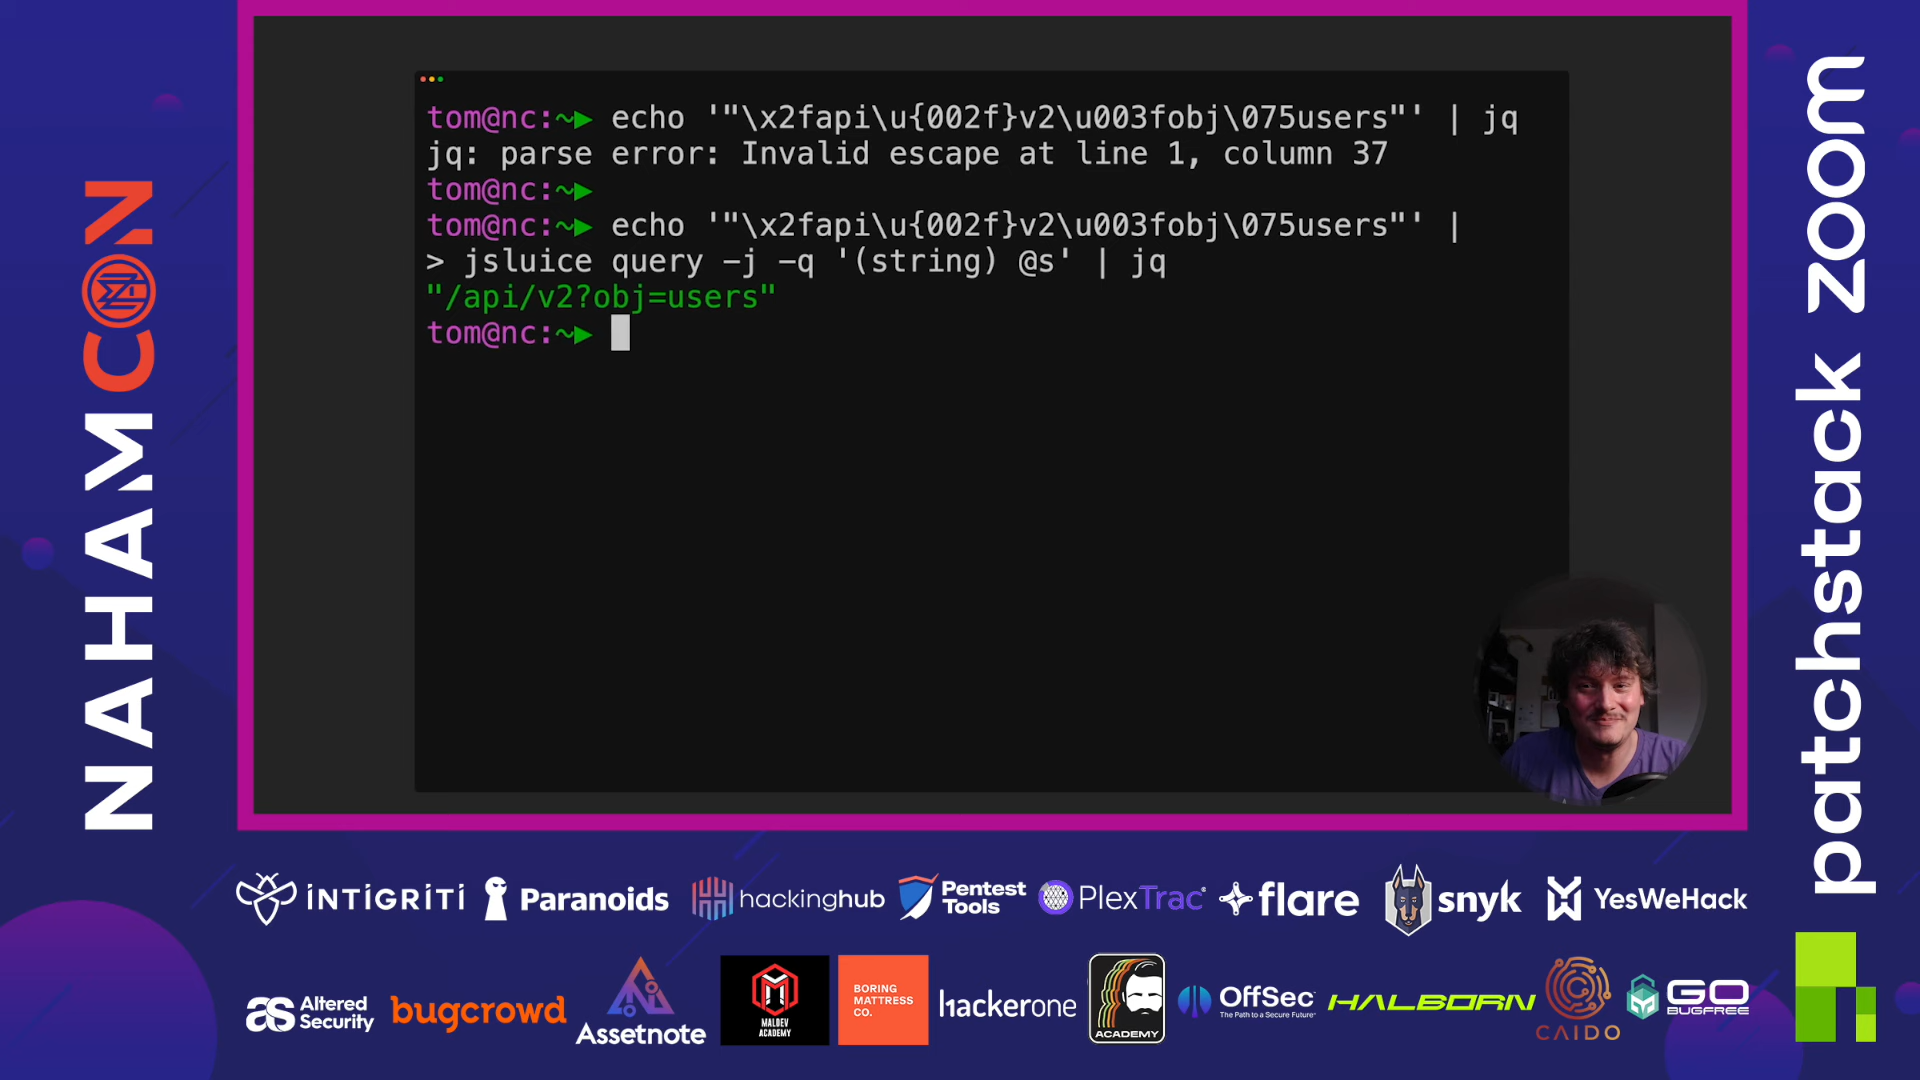 NAHAMCON
tom@nc:~▶ echo '"\x2fapi\u{002f}v2\u003fobj\075users"' | jq
jq: parse error: Invalid escape at line 1, column 37
tom@nc:~▶
tom@nc:~▶ echo '"\x2fapi\u{002f}v2\u003fobj\075users"' |
> jsluice query -j -q '(string) @s' | jq
"/api/v2?obj=users"
tom@nc:~▶
patchstack zoom
INTIGRITI
Paranoids
hackinghub
Pentest
Tools
PlexTrac
flare
snyk
YesWeHack
as Altered
Security
bugcrowd
Assetnote
MALDEV
ACADEMY
BORING
MATTRESS
CO.
hackerone
ACADEMY
OffSec
The Path to a Secure Future
HALBORN
CAIDO
GO
BUGFREE